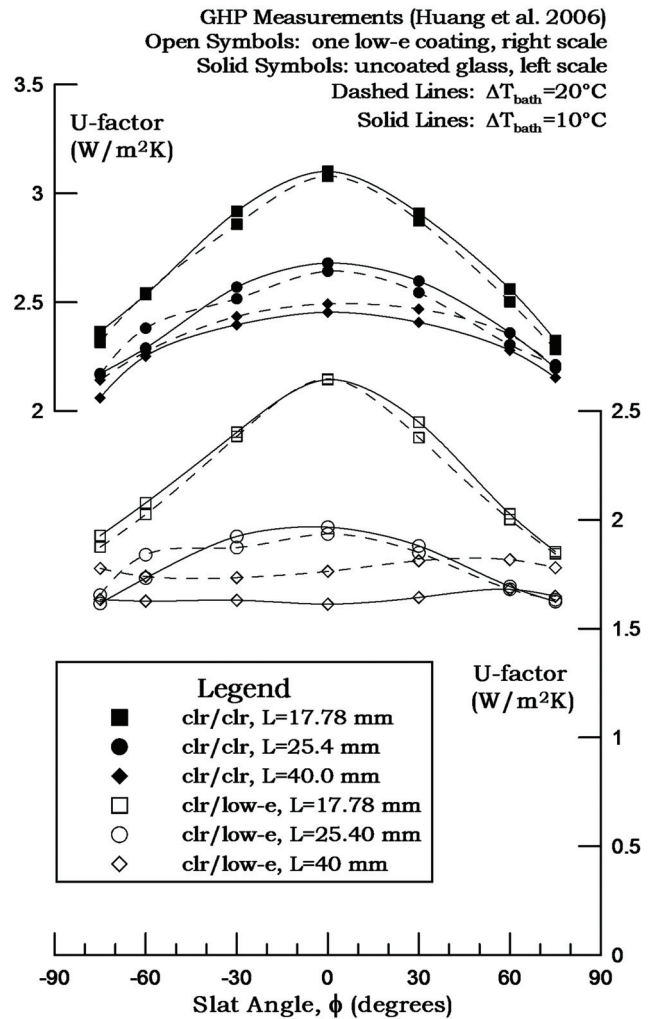 GHP Measurements (Huang et al. 2006)
Open Symbols: one low-e coating, right scale
Solid Symbols: uncoated glass, left scale
Dashed Lines: ΔTbath=20°C
Solid Lines: ΔTbath=10°C
3.5
U-factor
(W/m²K)
3
2.5
2
2.5
2
1.5
U-factor
(W/m²K)
1
0.5
0
Legend
clr/clr, L=17.78 mm
clr/clr, L=25.4 mm
clr/clr, L=40.0 mm
clr/low-e, L=17.78 mm
clr/low-e, L=25.40 mm
clr/low-e, L=40 mm
-90 -60 -30 0 30 60 90
Slat Angle, ϕ (degrees)